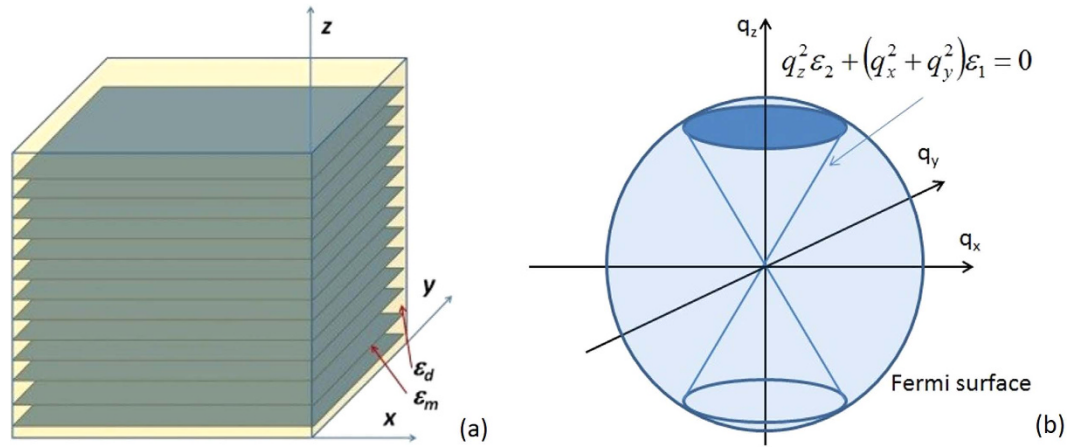 z
y
x
ε_d
ε_m
(a)
q_z
q_z^2 ε_2 + (q_x^2 + q_y^2) ε_1 = 0
q_y
q_x
Fermi surface
(b)